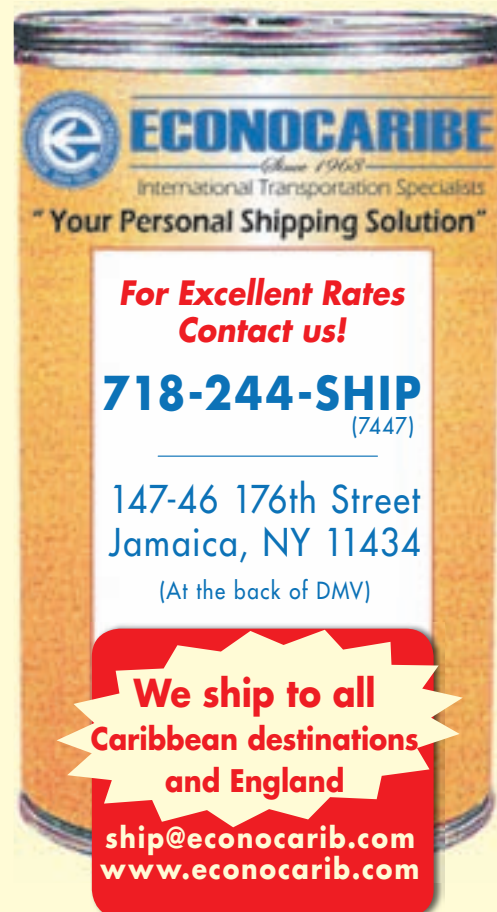 ECONOCARIBE
Since 1968
International Transportation Specialists
"Your Personal Shipping Solution"
For Excellent Rates
Contact us!
718-244-SHIP
(7447)
147-46 176th Street
Jamaica, NY 11434
(At the back of DMV)
We ship to all
Caribbean destinations
and England
ship@econocarib.com
www.econocarib.com